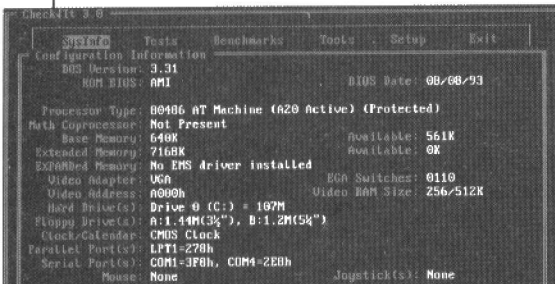 CheckIt 3.0
SysInfo Tests Benchmarks Tools Setup Exit
Configuration Information
DOS Version: 3.31
ROM BIOS: AMI BIOS Date: 08/08/93
Processor Type: 80486 AT Machine (A20 Active) (Protected)
Math Coprocessor: Not Present
Base Memory: 640K Available: 561K
Extended Memory: 7168K Available: 0K
EXPANDed Memory: No EMS driver installed
Video Adapter: VGA EGA Switches: 0110
Video Address: A000h Video RAM Size: 256/512K
Hard Drive(s): Drive 0 (C:) = 107M
Floppy Drive(s): A:1.44M(3½"), B:1.2M(5¼")
Clock/Calendar: CMOS Clock
Parallel Port(s): LPT1=278h
Serial Port(s): COM1=3F8h, COM4=2E8h
Mouse: None Joystick(s): None